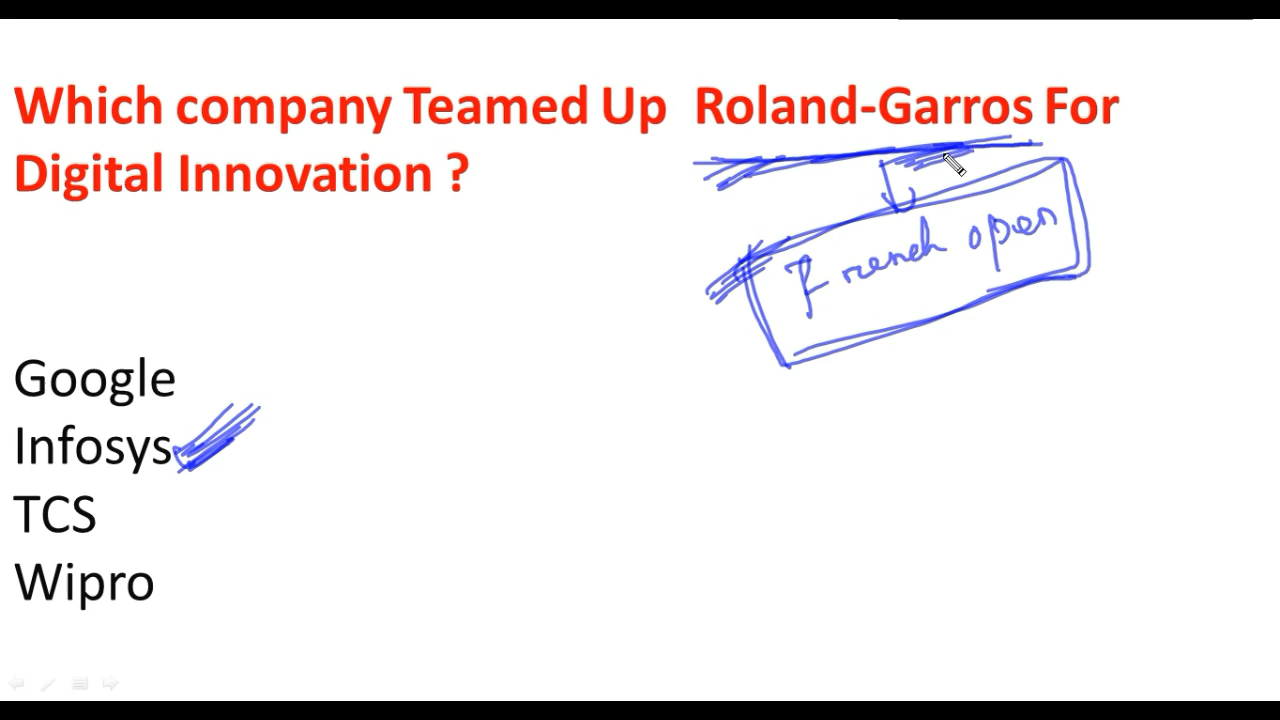 Which company Teamed Up Roland-Garros For
Digital Innovation ?
French open
Google
Infosys
TCS
Wipro